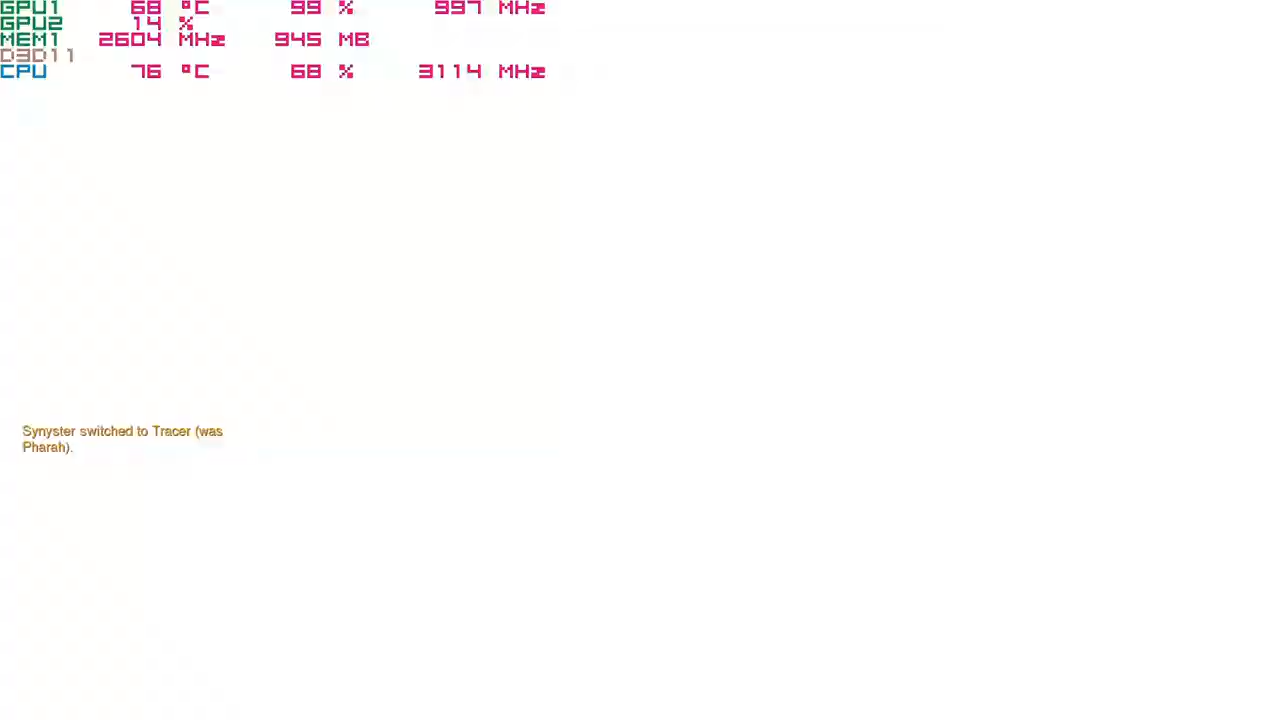 GPU1 68 °C 99 % 997 MHz
GPU2 14 %
MEM1 2604 MHz 945 MB
D3D11
CPU 76 °C 68 % 3114 MHz
Synyster switched to Tracer (was
Pharah).